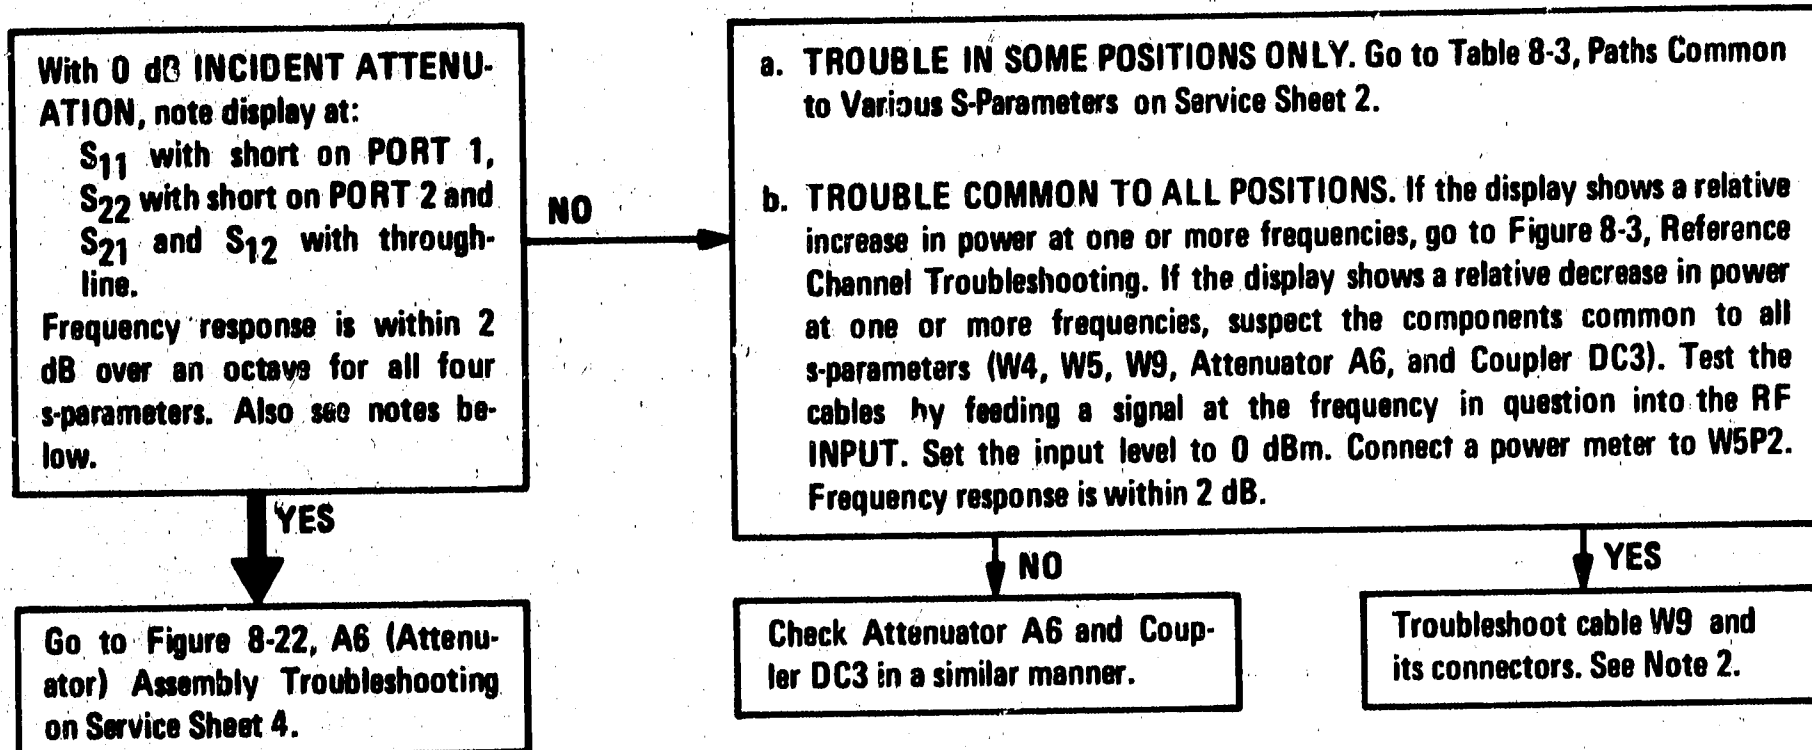 With 0 dB INCIDENT ATTENU-
ATION, note display at:
S11 with short on PORT 1,
S22 with short on PORT 2 and
S21 and S12 with through-
line.
Frequency response is within 2
dB over an octave for all four
s-parameters. Also see notes be-
low.
NO
a. TROUBLE IN SOME POSITIONS ONLY. Go to Table 8-3, Paths Common
to Various S-Parameters on Service Sheet 2.
b. TROUBLE COMMON TO ALL POSITIONS. If the display shows a relative
increase in power at one or more frequencies, go to Figure 8-3, Reference
Channel Troubleshooting. If the display shows a relative decrease in power
at one or more frequencies, suspect the components common to all
s-parameters (W4, W5, W9, Attenuator A6, and Coupler DC3). Test the
cables by feeding a signal at the frequency in question into the RF
INPUT. Set the input level to 0 dBm. Connect a power meter to W5P2.
Frequency response is within 2 dB.
YES
Go to Figure 8-22, A6 (Attenu-
ator) Assembly Troubleshooting
on Service Sheet 4.
NO
Check Attenuator A6 and Coup-
ler DC3 in a similar manner.
YES
Troubleshoot cable W9 and
its connectors. See Note 2.